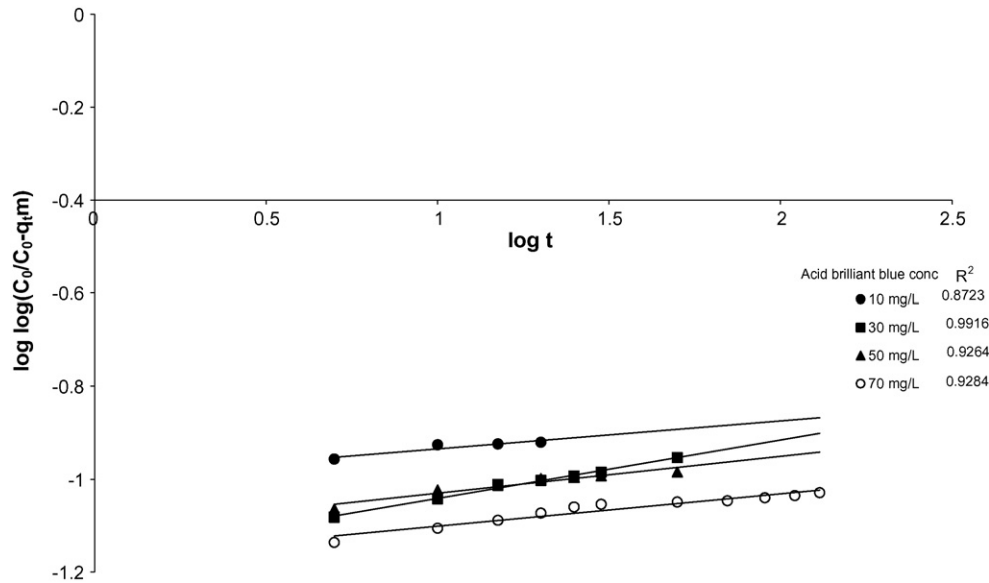 0
-0.2
-0.4
0 0.5 1 1.5 2 2.5
log t
log log(C₀/C₀-qₜm)
Acid brilliant blue conc R²
10 mg/L 0.8723
-0.6
30 mg/L 0.9916
50 mg/L 0.9264
70 mg/L 0.9284
-0.8
-1
-1.2